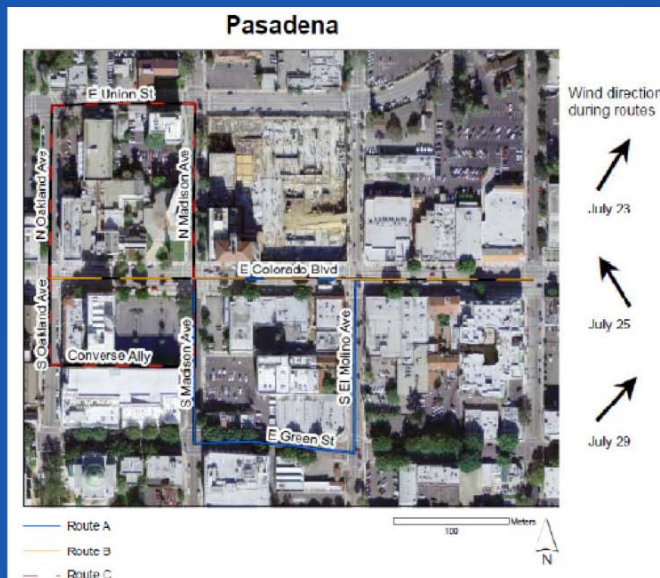 Pasadena
E Union St
N Oakland Ave
N Madison Ave
E Colorado Blvd
S Oakland Ave
Converse Ally
S Madison Ave
S El Molino Ave
E Green St
Wind direction
during routes
July 23
July 25
July 29
Route A
Route B
Route C
Meters
100
N